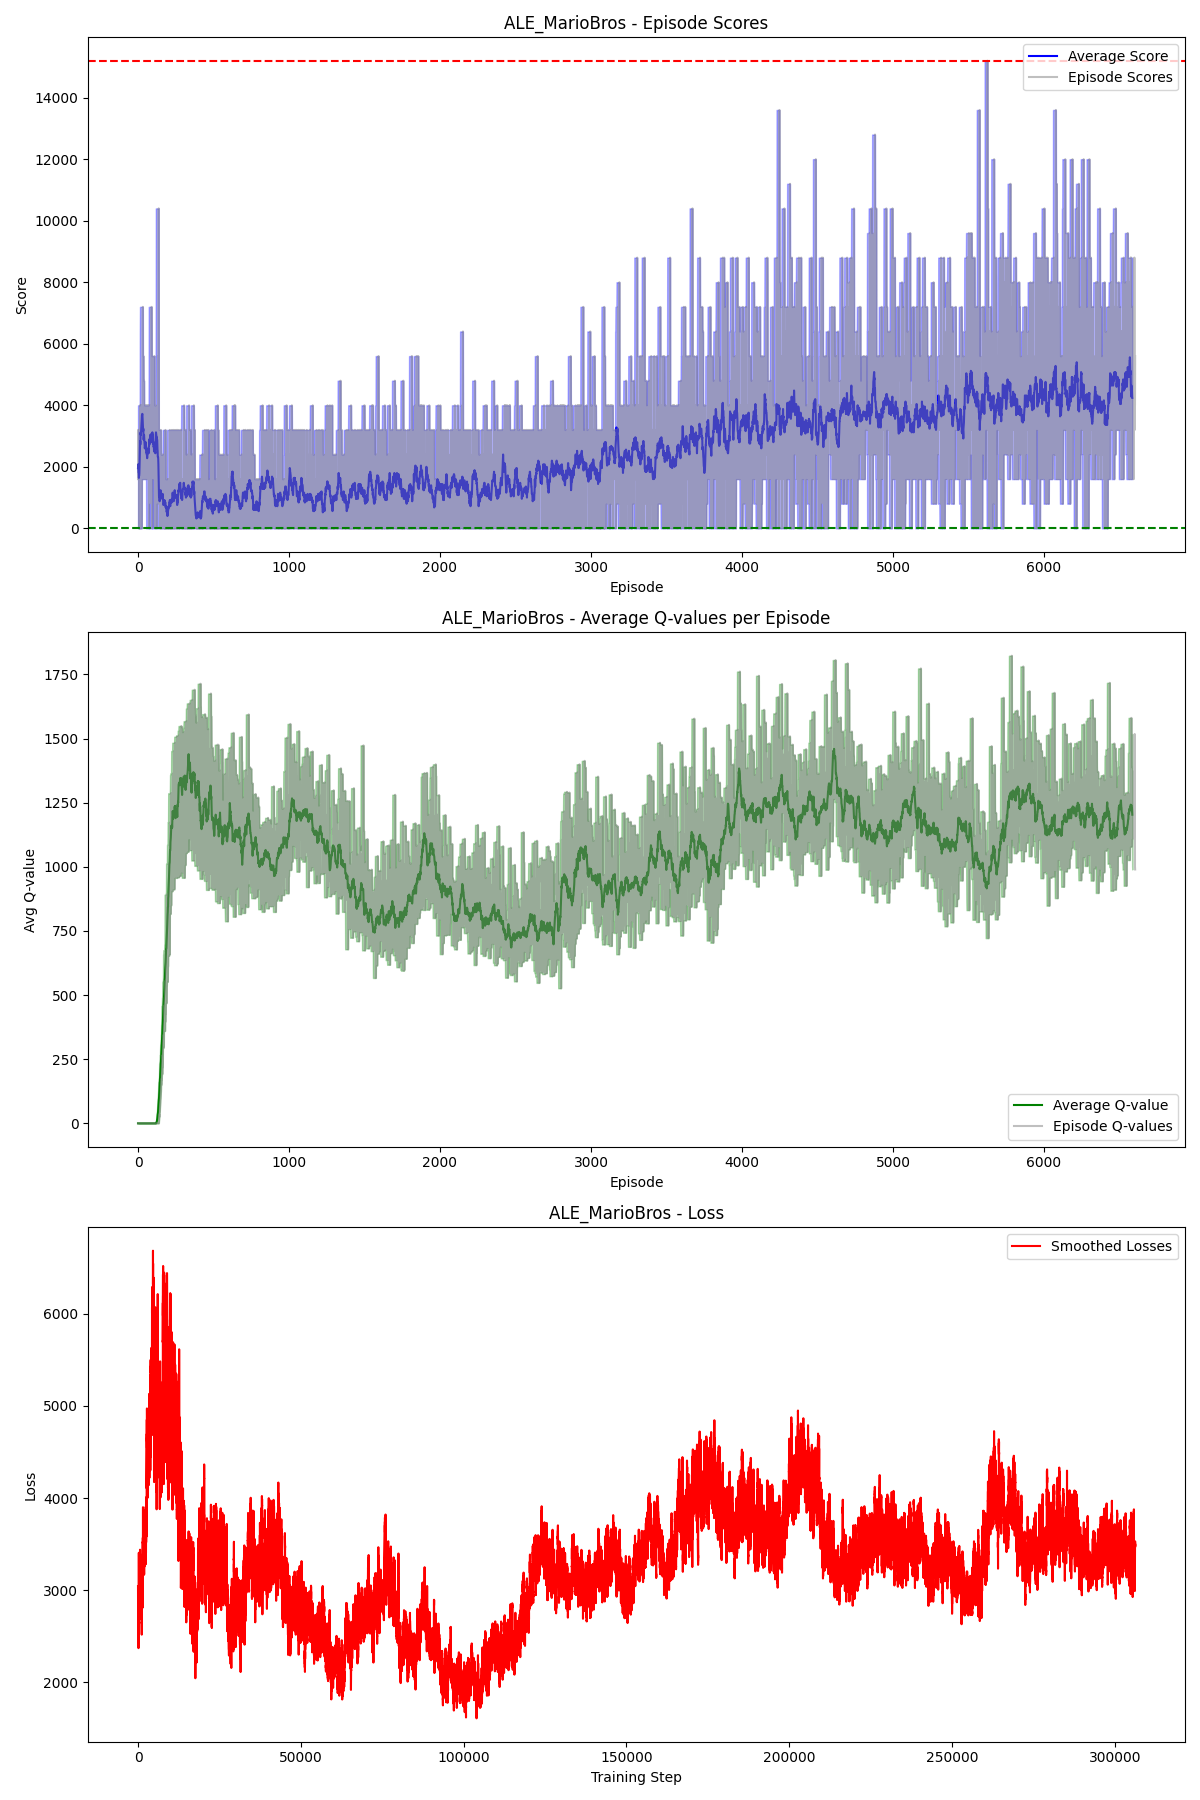 ALE_MarioBros - Episode Scores
Average Score
Episode Scores
14000
12000
10000
8000
6000
4000
2000
0
Score
0 1000 2000 3000 4000 5000 6000
Episode
ALE_MarioBros - Average Q-values per Episode
1750
1500
1250
1000
750
500
250
0
Avg Q-value
Average Q-value
Episode Q-values
0 1000 2000 3000 4000 5000 6000
Episode
ALE_MarioBros - Loss
Smoothed Losses
6000
5000
4000
3000
2000
Loss
0 50000 100000 150000 200000 250000 300000
Training Step